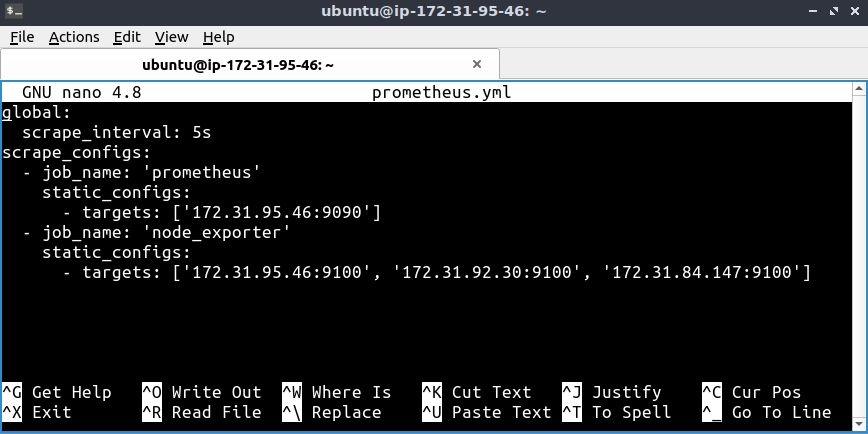 ubuntu@ip-172-31-95-46: ~
File Actions Edit View Help
ubuntu@ip-172-31-95-46: ~
GNU nano 4.8 prometheus.yml
global:
  scrape_interval: 5s
scrape_configs:
  - job_name: 'prometheus'
    static_configs:
      - targets: ['172.31.95.46:9090']
  - job_name: 'node_exporter'
    static_configs:
      - targets: ['172.31.95.46:9100', '172.31.92.30:9100', '172.31.84.147:9100']
^G Get Help ^O Write Out ^W Where Is ^K Cut Text ^J Justify ^C Cur Pos
^X Exit ^R Read File ^\ Replace ^U Paste Text ^T To Spell ^_ Go To Line